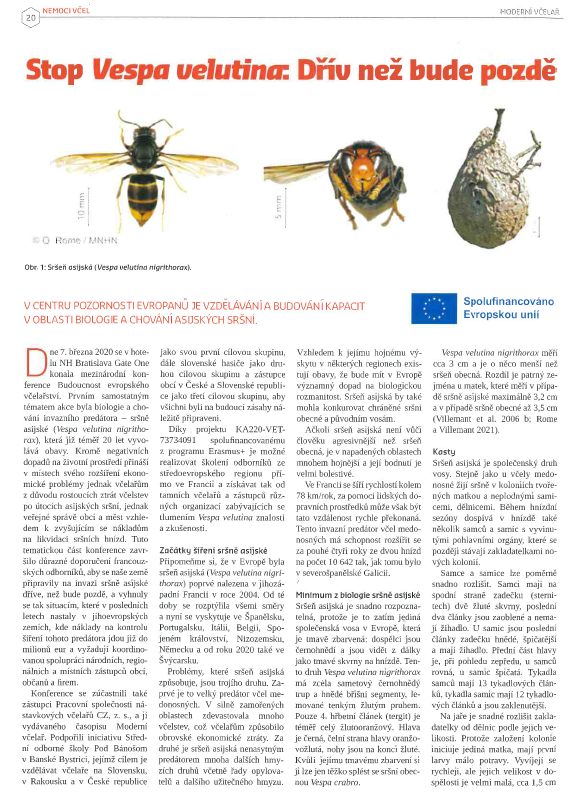 20
NEMOCI VČEL
MODERNÍ VČELAŘ
Stop Vespa velutina: Dřív než bude pozdě
10 mm
5 mm
© Q. Rome / MNHN
Obr. 1: Sršeň asijská (Vespa velutina nigrithorax).
V CENTRU POZORNOSTI EVROPANŮ JE VZDĚLÁVÁNÍ A BUDOVÁNÍ KAPACIT
V OBLASTI BIOLOGIE A CHOVÁNÍ ASIJSKÝCH SRŠNÍ.
Spolufinancováno
Evropskou unií
Dne 7. března 2020 se v hote-
lu NH Bratislava Gate One
konala mezinárodní kon-
ference Budoucnost evropského
včelařství. Prvním samostatným
tématem akce byla biologie a cho-
vání invazního predátora – sršně
asijské (Vespa velutina nigritho-
rax), která již téměř 20 let vyvo-
lává obavy. Kromě negativních
dopadů na životní prostředí přináší
v místech svého rozšíření ekono-
mické problémy jednak včelařům
z důvodu rostoucích ztrát včelstev
po útocích asijských sršní, jednak
veřejné správě obcí a měst vzhle-
dem k zvyšujícím se nákladům
na likvidaci sršních hnízd. Tuto
tematickou část konference završ-
šilo důrazné doporučení francouz-
ských odborníků, aby se naše země
připravily na invazi sršně asijské
dříve, než bude pozdě, a vyhnuly
se tak situacím, které v posledních
letech nastaly v jihoevropských
zemích, kde náklady na kontrolu
šíření tohoto predátora jdou již do
milionů eur a vyžadují koordino-
vanou spolupráci národních, regio-
nálních a místních zástupců obcí,
občanů a firem.
Konference se zúčastnili také
zástupci Pracovní společnosti ná-
stavkových včelařů CZ, z. s., a jí
vydávaného časopisu Moderní
včelař. Podpořili iniciativu Střed-
ní odborné školy Pod Bánošom
v Banské Bystrici, jejímž cílem je
vzdělávat včelaře na Slovensku,
v Rakousku a v České republice
jako svou první cílovou skupinu,
dále slovenské hasiče jako dru-
hou cílovou skupinu a zástupce
obcí v České a Slovenské republi-
ce jako třetí cílovou skupinu, aby
všichni byli na budoucí zásahy ná-
ležitě připraveni.
Díky projektu KA220-VET-
73734091 spolufinancovanému
z programu Erasmus+ je možné
realizovat školení odborníků ze
středoevropského regionu pří-
mo ve Francii a získávat tak od
tamních včelařů a zástupců růz-
ných organizací zabývajících se
tlumením Vespa velutina znalosti
a zkušenosti.
Začátky šíření sršně asijské
Připomeňme si, že v Evropě byla
sršeň asijská (Vespa velutina nigri-
thorax) poprvé nalezena v jihozá-
padní Francii v roce 2004. Od té
doby se rozptýlila všemi směry
a nyní se vyskytuje ve Španělsku,
Portugalsku, Itálii, Belgii, Spo-
jeném království, Nizozemsku,
Německu a od roku 2020 také ve
Švýcarsku.
Problémy, které sršeň asijská
způsobuje, jsou trojího druhu. Za-
prvé je to velký predátor včel me-
donosných. V silně zamořených
oblastech zdevastovala mnoho
včelstev, což včelařům způsobilo
obrovské ekonomické ztráty. Za
druhé je sršeň asijská nenasytným
predátorem mnoha dalších hmy-
zích druhů včetně řady opylova-
telů a dalšího užitečného hmyzu.
Vzhledem k jejímu hojnému vý-
skytu v některých regionech exis-
tují obavy, že bude mít v Evropě
významný dopad na biologickou
rozmanitost. Sršeň asijská by také
mohla konkurovat chráněné sršni
obecné a původním vosám.
Ačkoli sršeň asijská není vůči
člověku agresivnější než sršeň
obecná, je v napadených oblastech
mnohem hojnější a její bodnutí je
velmi bolestivé.
Ve Francii se šíří rychlostí kolem
78 km/rok, za pomoci lidských do-
pravních prostředků může však být
tato vzdálenost rychle překonaná.
Tento invazní predátor včel medo-
nosných má schopnost rozšířit se
za pouhé čtyři roky ze dvou hnízd
na počet 10 642 tak, jak tomu bylo
v severošpanělské Galicii.
Minimum z biologie sršně asijské
Sršeň asijská je snadno rozpozna-
telná, protože je to zatím jediná
společenská vosa v Evropě, která
je tmavě zbarvená: dospělci jsou
černohnědí a jsou vidět z dálky
jako tmavé skvrny na hnízdě. Ten-
to druh Vespa velutina nigrithorax
má zcela sametový černohnědý
trup a hnědé břišní segmenty, le-
mované tenkým žlutým pruhem.
Pouze 4. hřbetní článek (tergit) je
téměř celý žlutooranžový. Hlava
je černá, čelní strana hlavy oranžo-
vožlutá, nohy jsou na konci žluté.
Kvůli jejímu tmavému zbarvení si
ji lze jen těžko splést se sršní obec-
nou Vespa crabro.
Vespa velutina nigrithorax měří
cca 3 cm a je o něco menší než
sršeň obecná. Rozdíl je patrný ze-
jména u matek, které měří v přípa-
dě sršně asijské maximálně 3,2 cm
a v případě sršně obecné až 3,5 cm
(Villemant et al. 2006 b; Rome
a Villemant 2021).
Kasty
Sršeň asijská je společenský druh
vosy. Stejně jako u včely medo-
nosné žijí sršně v koloniích tvoře-
ných matkou a neplodnými sami-
cemi, dělnicemi. Během hnízdní
sezóny dospívá v hnízdě také
několik samců a samic s vyvinu-
tými pohlavními orgány, které se
později stávají zakladatelkami no-
vých kolonií.
Samce a samice lze poměrně
snadno rozlišit. Samci mají na
spodní straně zadečku (sterni-
tech) dvě žluté skvrny, poslední
dva články jsou zaoblené a nema-
jí žihadlo. U samic jsou poslední
články zadečku hnědé, špičatější
a mají žihadlo. Přední část hlavy
je, při pohledu zepředu, u samců
rovná, u samic špičatá. Tykadla
samců mají 13 tykadlových člán-
ků, tykadla samic mají 12 tykadlo-
vých článků a jsou zaklenutější.
Na jaře je snadné rozlišit zakla-
datelky od dělnic podle jejich ve-
likosti. Protože založení kolonie
iniciuje jediná matka, mají první
larvy málo potravy. Vyvíjejí se
rychleji, ale jejich velikost v do-
spělosti je velmi malá, cca 1,5 cm